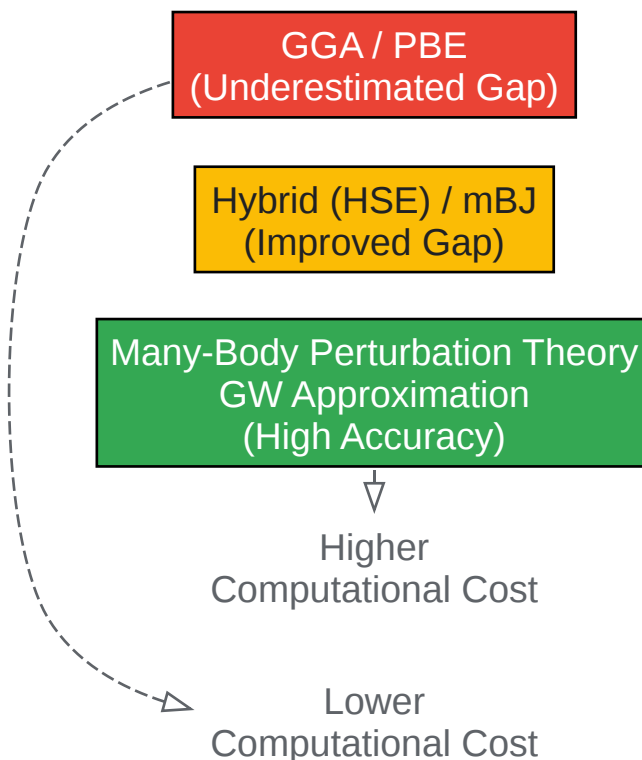 GGA / PBE
(Underestimated Gap)
Hybrid (HSE) / mBJ
(Improved Gap)
Many-Body Perturbation Theory
GW Approximation
(High Accuracy)
Higher
Computational Cost
Lower
Computational Cost